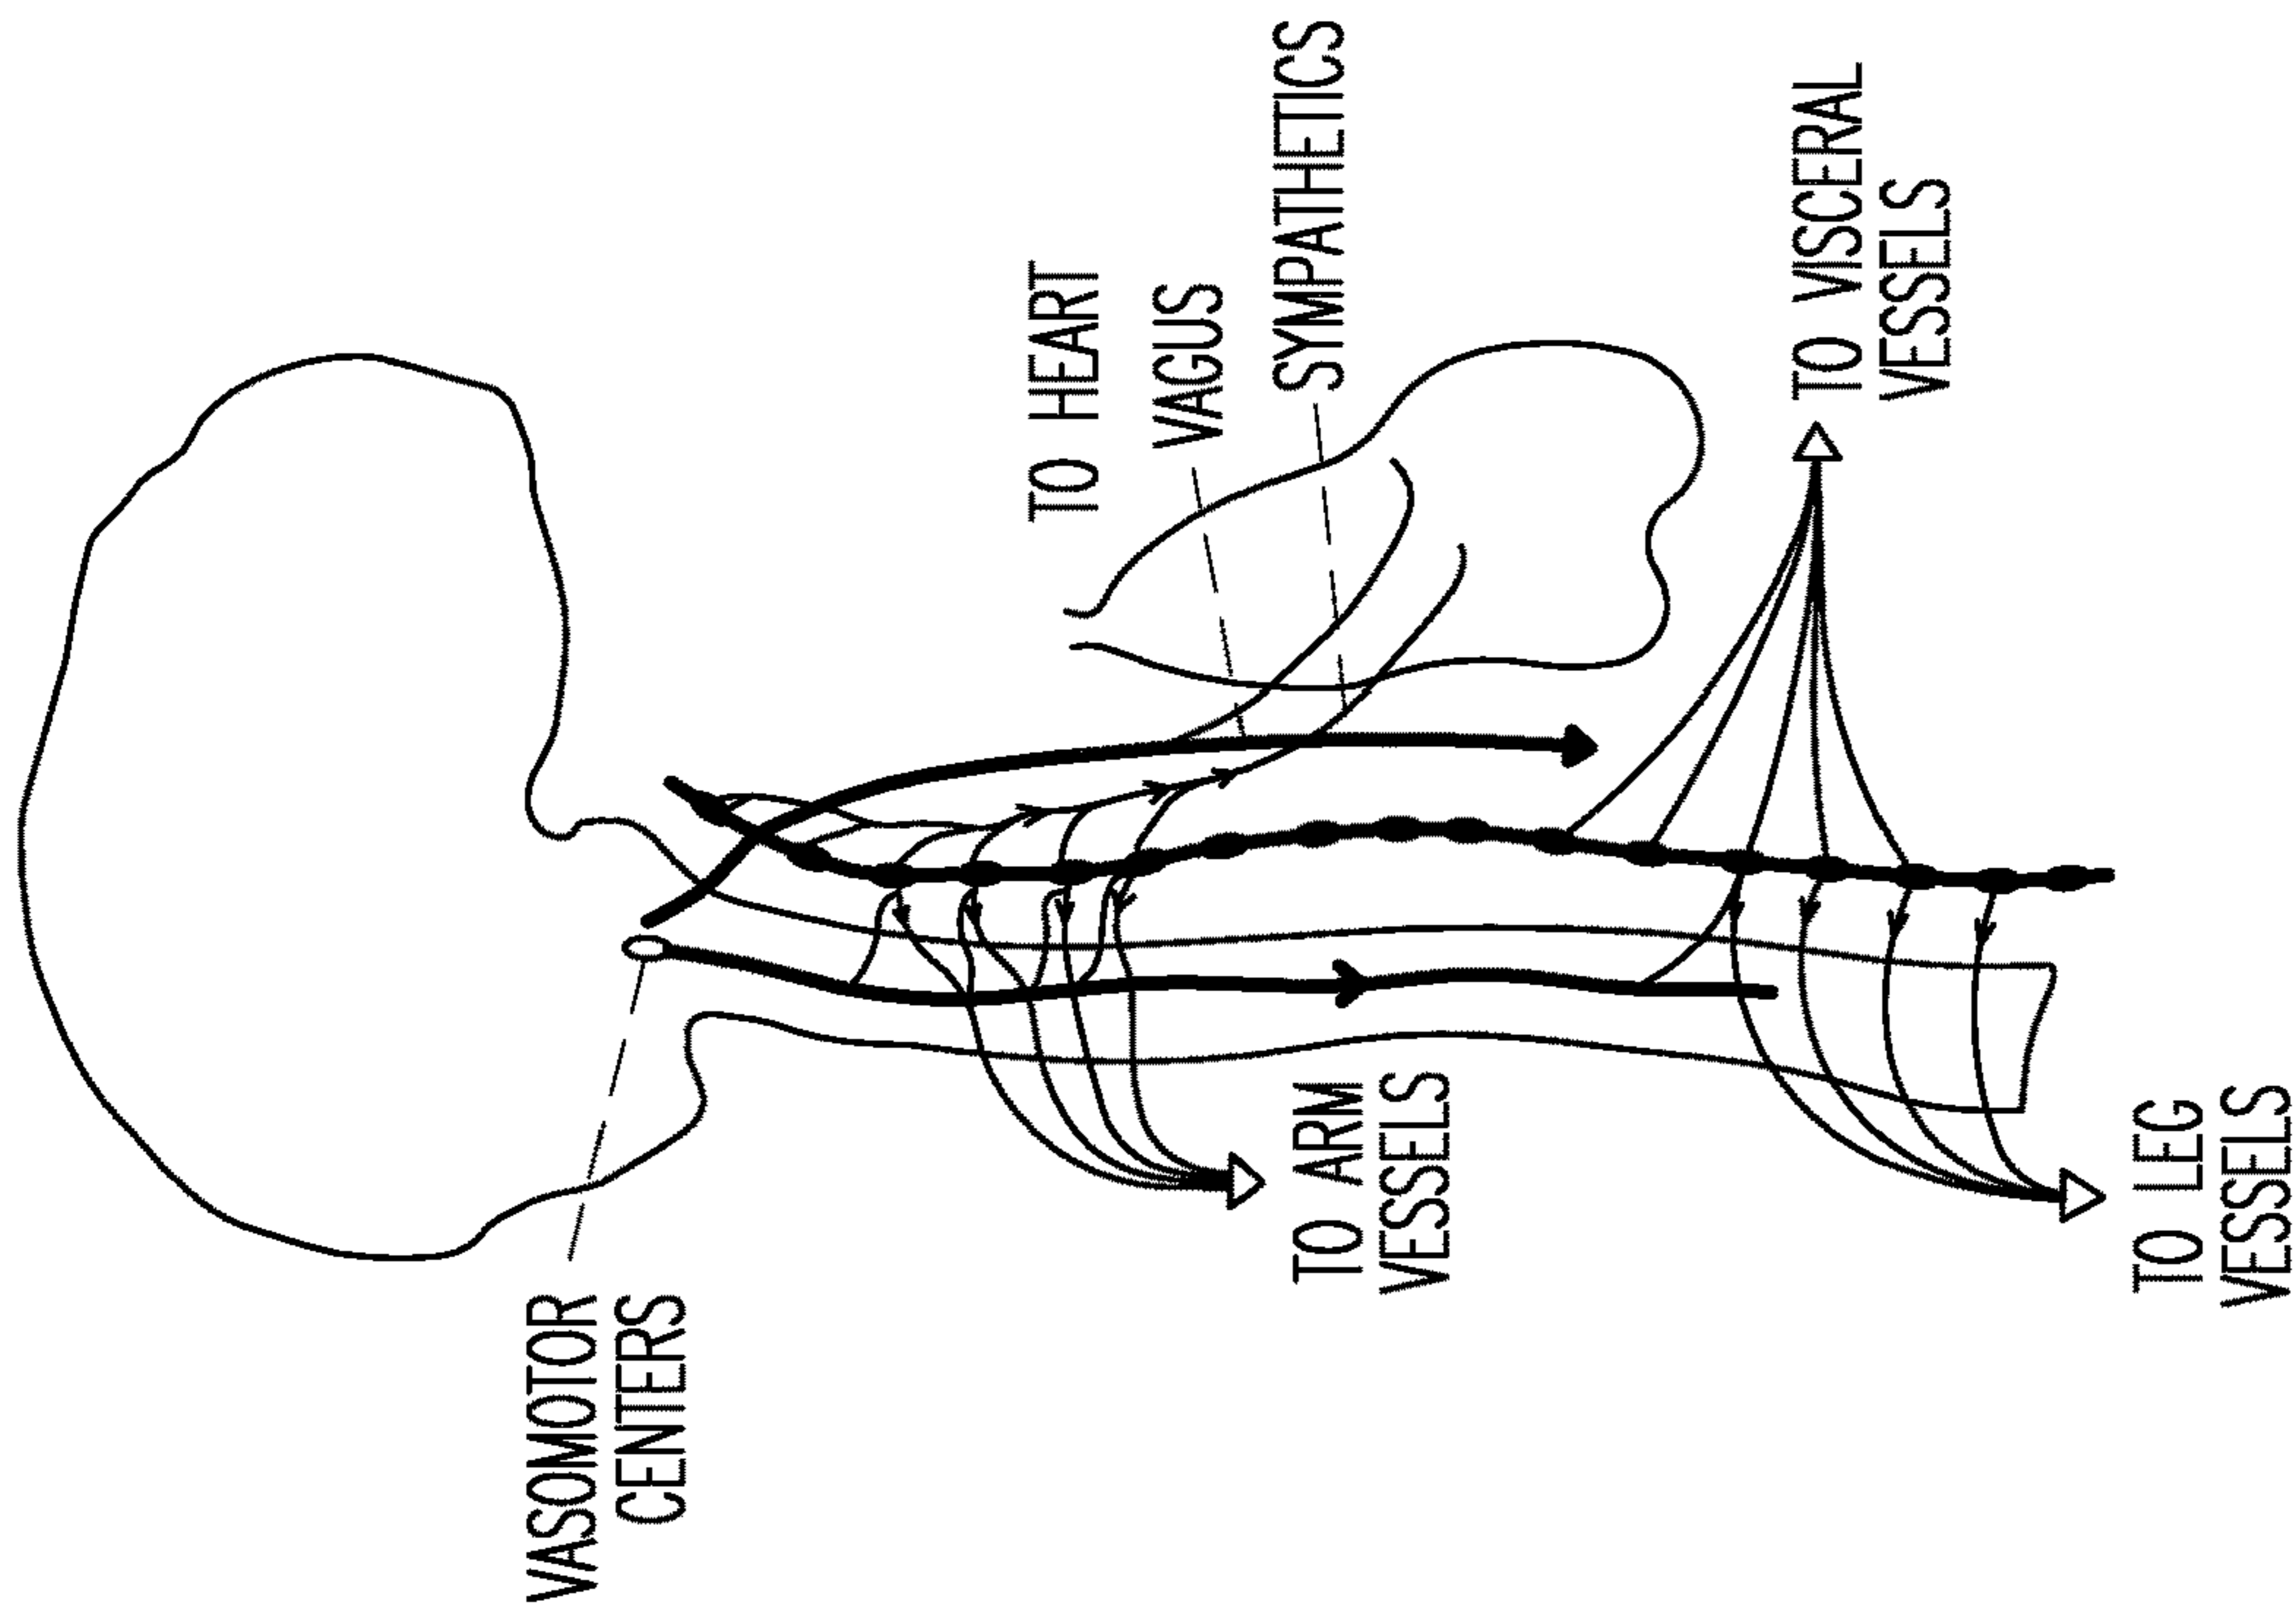 VASOMOTOR
CENTERS
TO HEART
VAGUS
SYMPATHETICS
TO ARM
VESSELS
TO VISCERAL
VESSELS
TO LEG
VESSELS